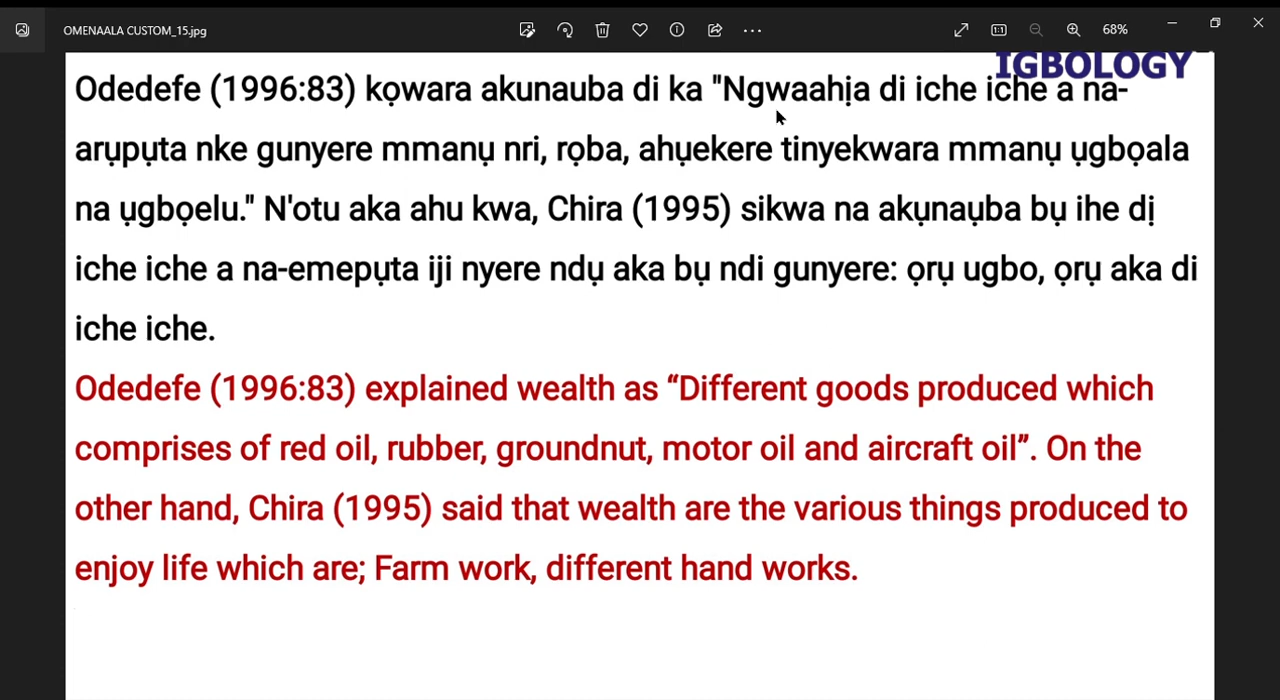 OMENAALA CUSTOM_15.jpg
68%
IGBOLOGY
Odedefe (1996:83) kọwara akunauba di ka "Ngwaahịa di iche iche a na-
arụpụta nke gunyere mmanụ nri, rọba, ahụekere tinyekwara mmanụ ụgbọala
na ụgbọelu." N'otu aka ahu kwa, Chira (1995) sikwa na akụnaụba bụ ihe dị
iche iche a na-emepụta iji nyere ndụ aka bụ ndi gunyere: ọrụ ugbo, ọrụ aka di
iche iche.
Odedefe (1996:83) explained wealth as “Different goods produced which
comprises of red oil, rubber, groundnut, motor oil and aircraft oil”. On the
other hand, Chira (1995) said that wealth are the various things produced to
enjoy life which are; Farm work, different hand works.